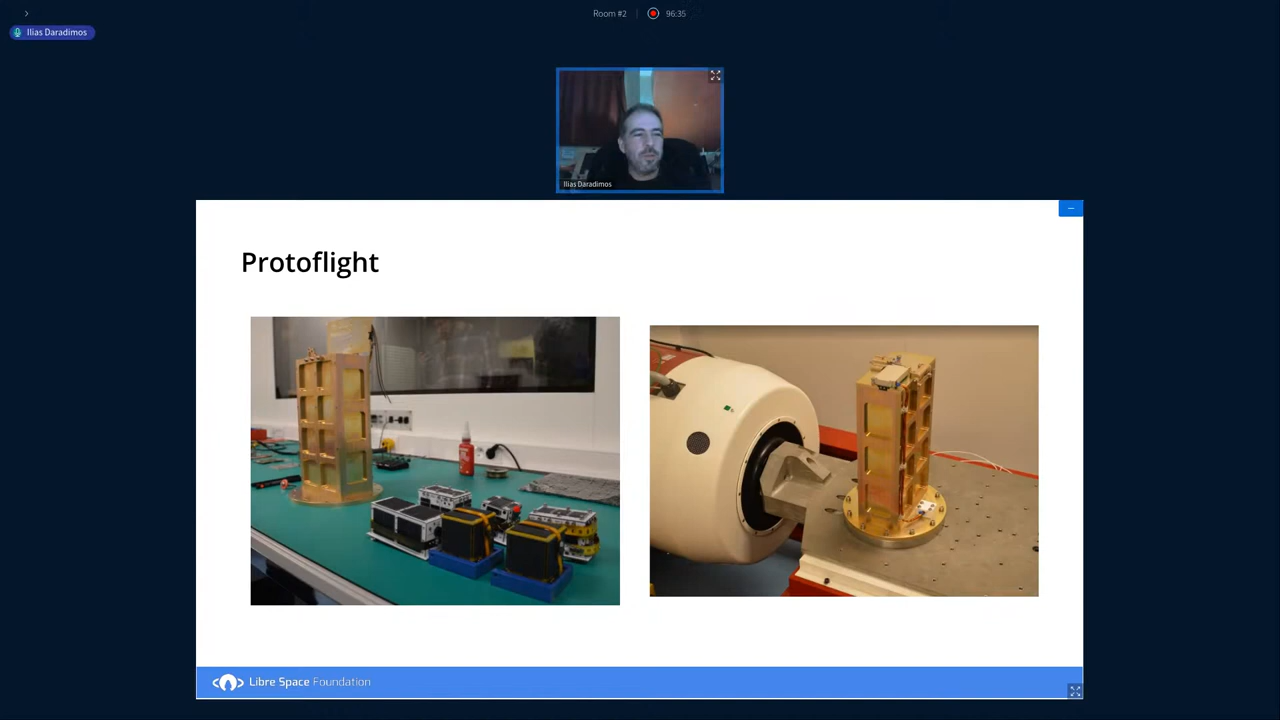 Room #2
96:35
Ilias Daradimos
Ilias Daradimos
Protoflight
Libre Space Foundation